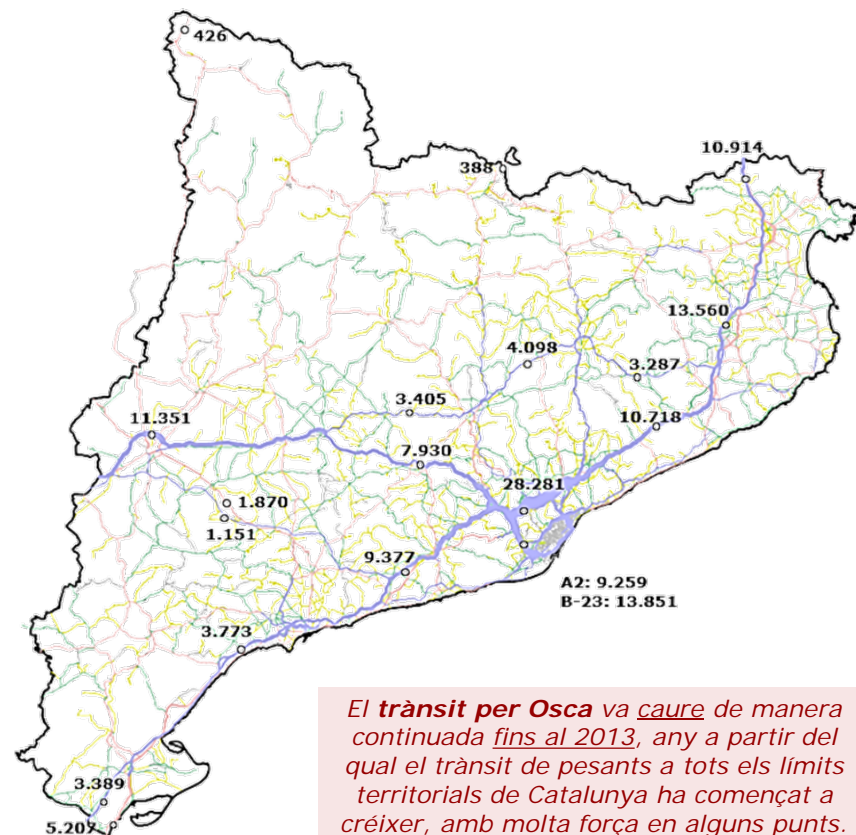 426
10.914
388
13.560
4.098
3.287
3.405
11.351
10.718
7.930
28.281
1.870
1.151
9.377
A2: 9.259
B-23: 13.851
3.773
3.389
5.207
El trànsit per Osca va caure de manera
continuada fins al 2013, any a partir del
qual el trànsit de pesants a tots els límits
territorials de Catalunya ha començat a
créixer, amb molta força en alguns punts.